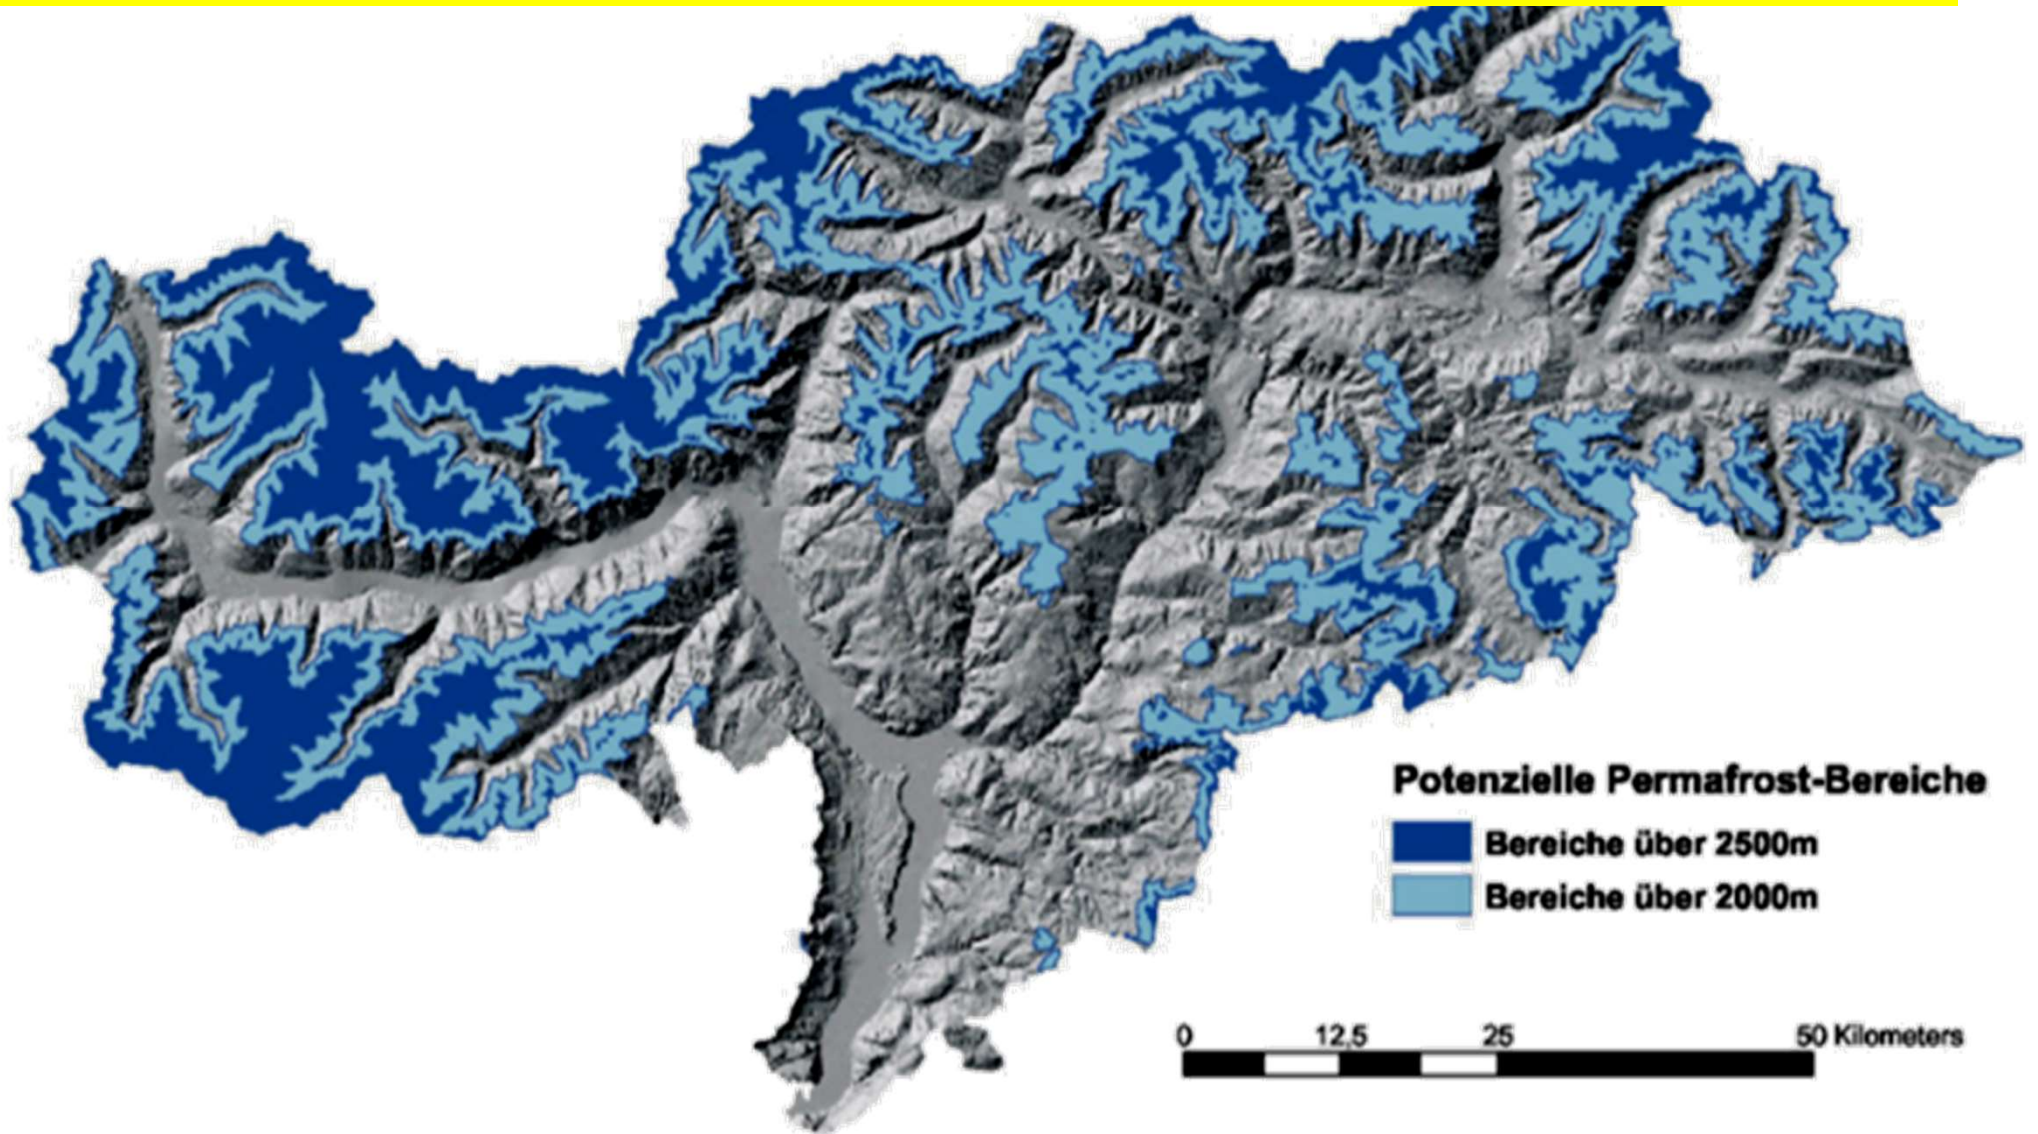 Potenzielle Permafrost-Bereiche
Bereiche über 2500m
Bereiche über 2000m
0 12,5 25 50 Kilometers